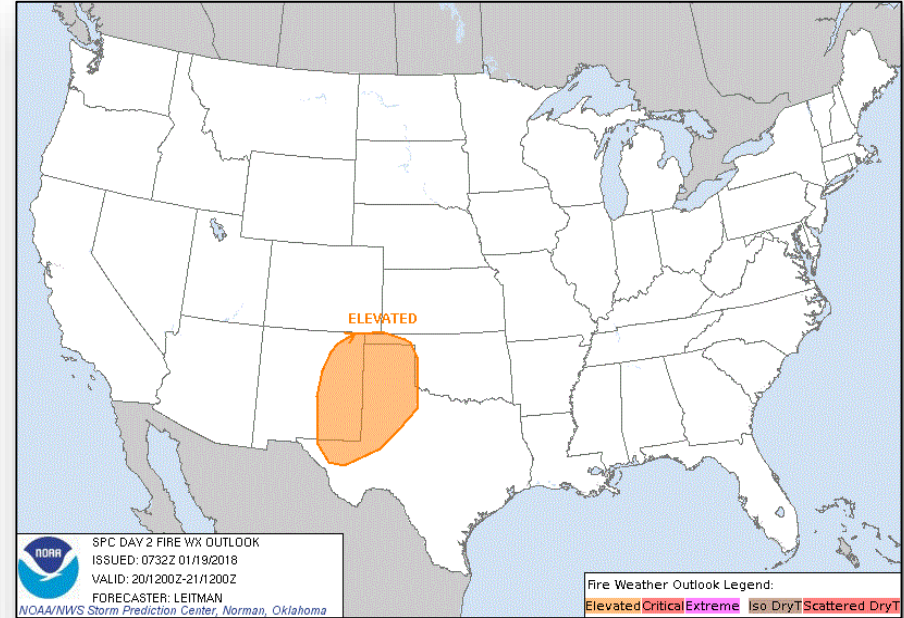 ELEVATED
NOAA
SPC DAY 2 FIRE WX OUTLOOK
ISSUED: 0732Z 01/19/2018
VALID: 20/1200Z-21/1200Z
FORECASTER: LEITMAN
NOAA/NWS Storm Prediction Center, Norman, Oklahoma
Fire Weather Outlook Legend:
Elevated Critical Extreme Iso DryT Scattered DryT